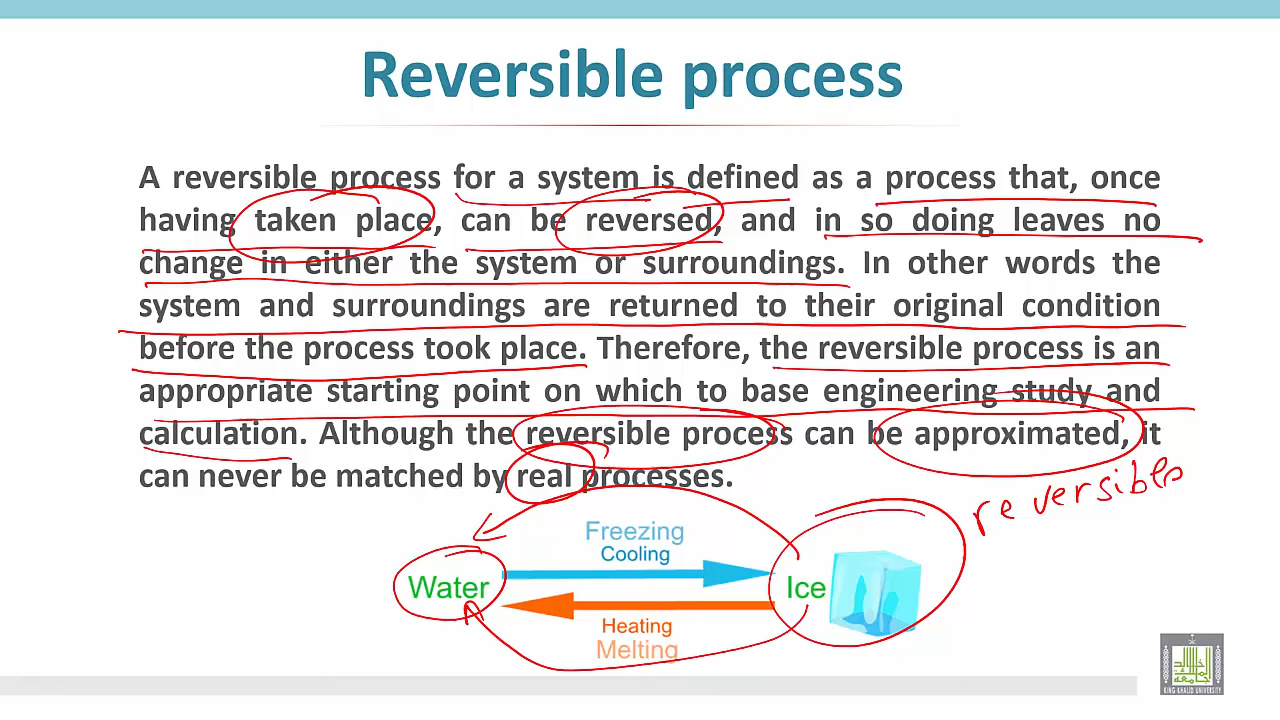 Reversible process
A reversible process for a system is defined as a process that, once
having taken place, can be reversed, and in so doing leaves no
change in either the system or surroundings. In other words the
system and surroundings are returned to their original condition
before the process took place. Therefore, the reversible process is an
appropriate starting point on which to base engineering study and
calculation. Although the reversible process can be approximated, it
can never be matched by real processes.
reversibles
Freezing
Cooling
Water
Ice
Heating
Melting
KING KHALID UNIVERSITY